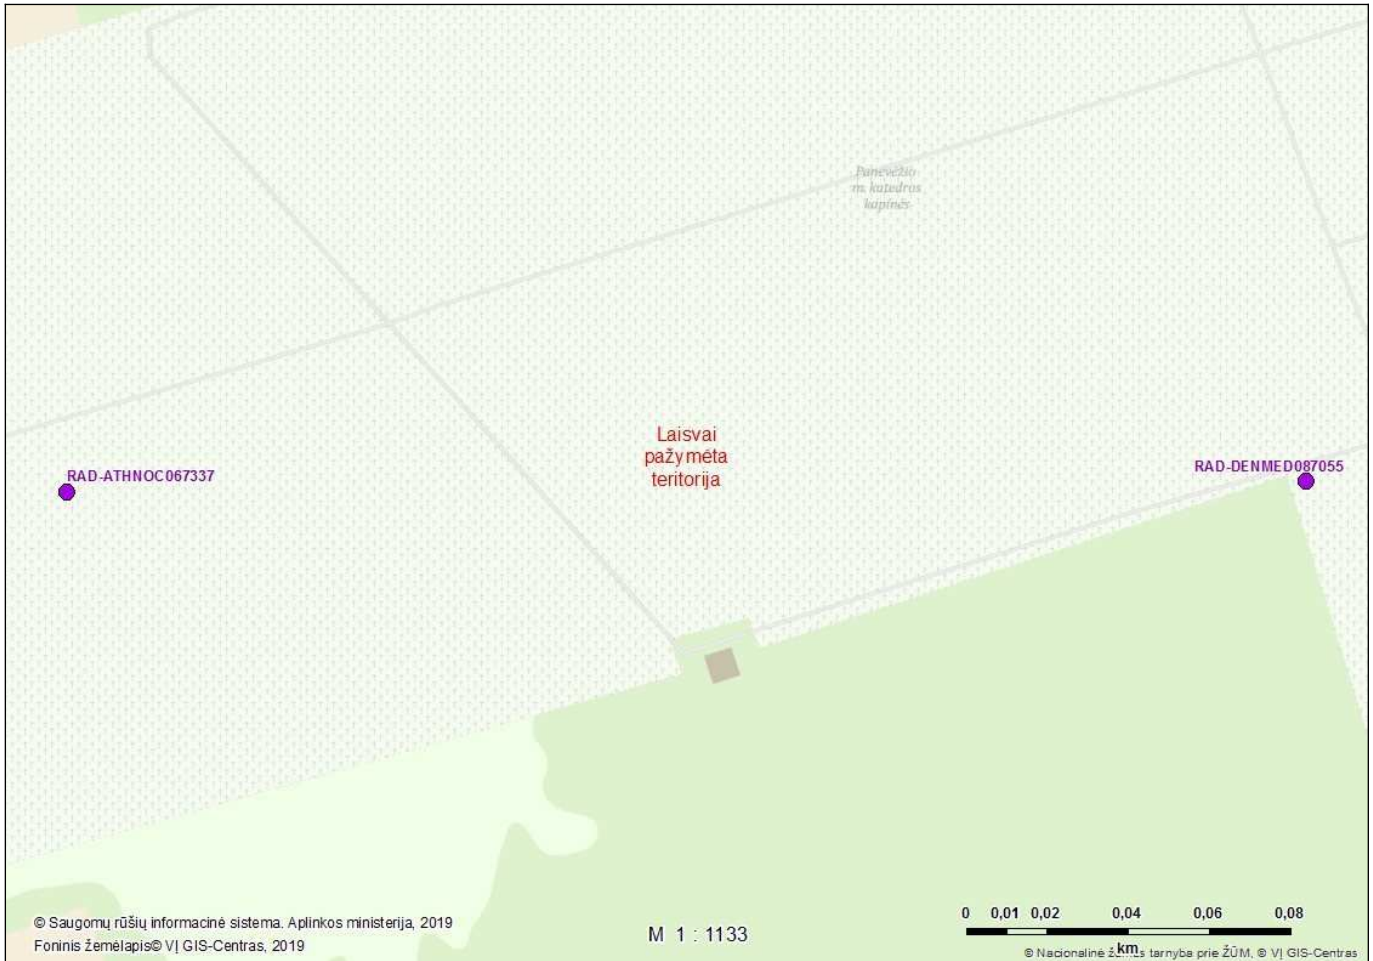 Panevėžio
m. katedros
kapinės
Laisvai
pažymėta
teritorija
RAD-ATHNOC067337
RAD-DENMED087055
© Saugomų rūšių informacinė sistema. Aplinkos ministerija, 2019
Foninis žemėlapis© VĮ GIS-Centras, 2019
M 1 : 1133
0 0,01 0,02 0,04 0,06 0,08
km
© Nacionalinė žemės tarnyba prie ŽŪM, © VĮ GIS-Centras